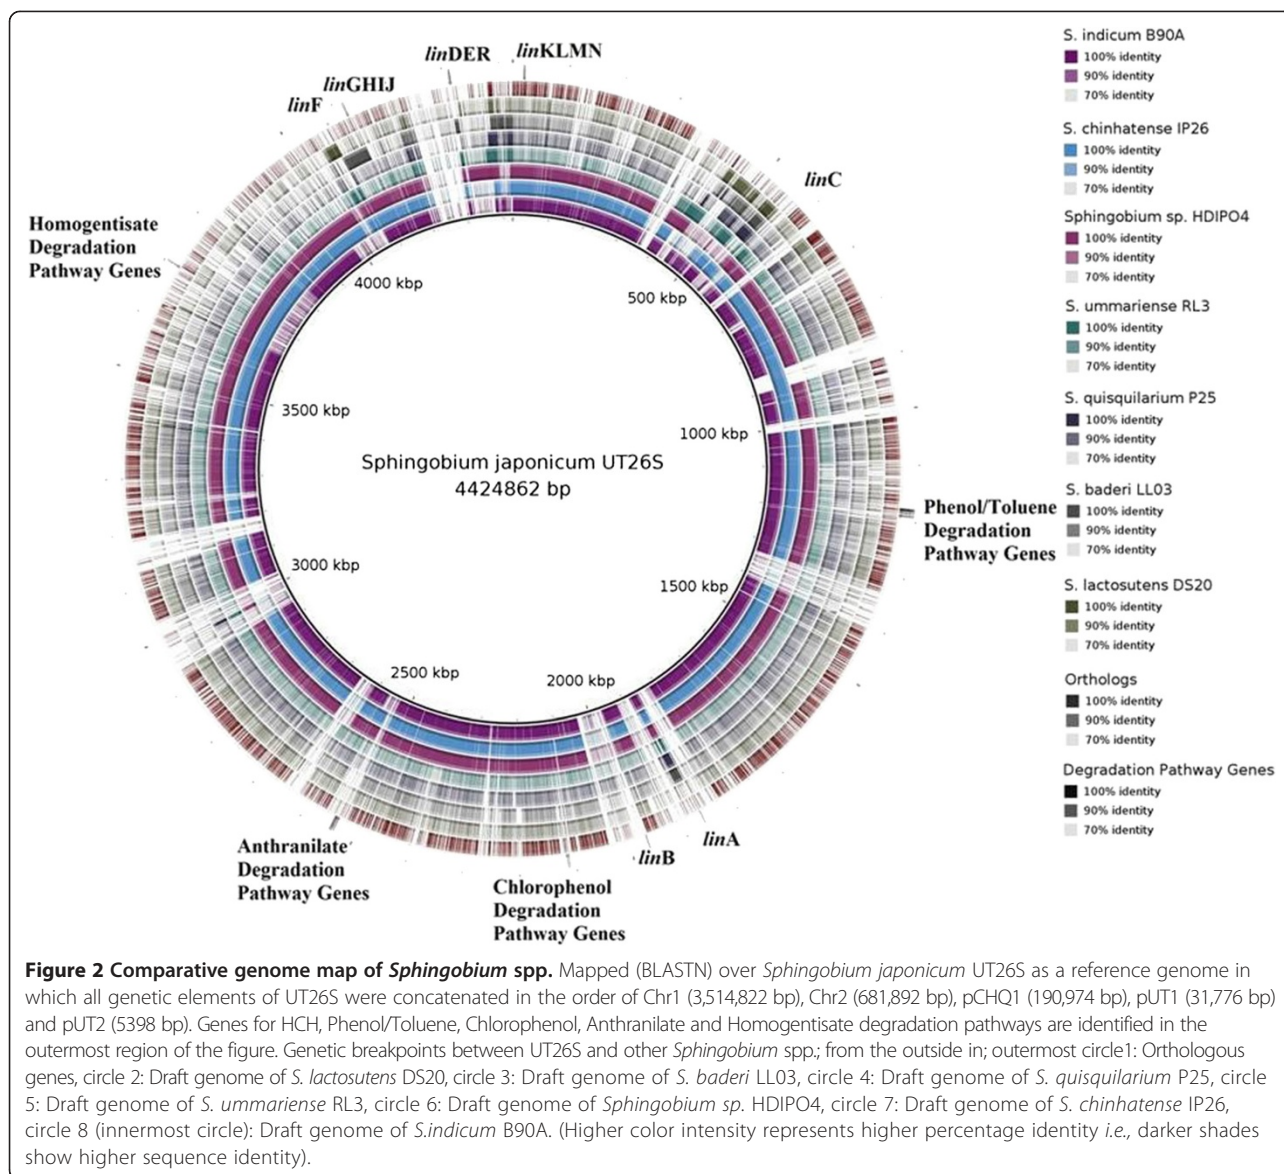 linDER
linKLMN
linGHIJ
linF
linC
Homogentisate
Degradation
Pathway Genes
4000 kbp
500 kbp
3500 kbp
1000 kbp
Sphingobium japonicum UT26S
4424862 bp
Phenol/Toluene
Degradation
Pathway Genes
3000 kbp
1500 kbp
2500 kbp
2000 kbp
linA
linB
Anthranilate
Degradation
Pathway Genes
Chlorophenol
Degradation
Pathway Genes
S. indicum B90A
100% identity
90% identity
70% identity
S. chinhatense IP26
100% identity
90% identity
70% identity
Sphingobium sp. HDIPO4
100% identity
90% identity
70% identity
S. ummariense RL3
100% identity
90% identity
70% identity
S. quisquilarium P25
100% identity
90% identity
70% identity
S. baderi LL03
100% identity
90% identity
70% identity
S. lactosutens DS20
100% identity
90% identity
70% identity
Orthologs
100% identity
90% identity
70% identity
Degradation Pathway Genes
100% identity
90% identity
70% identity
Figure 2 Comparative genome map of Sphingobium spp. Mapped (BLASTN) over Sphingobium japonicum UT26S as a reference genome in
which all genetic elements of UT26S were concatenated in the order of Chr1 (3,514,822 bp), Chr2 (681,892 bp), pCHQ1 (190,974 bp), pUT1 (31,776 bp)
and pUT2 (5398 bp). Genes for HCH, Phenol/Toluene, Chlorophenol, Anthranilate and Homogentisate degradation pathways are identified in the
outermost region of the figure. Genetic breakpoints between UT26S and other Sphingobium spp.; from the outside in; outermost circle1: Orthologous
genes, circle 2: Draft genome of S. lactosutens DS20, circle 3: Draft genome of S. baderi LL03, circle 4: Draft genome of S. quisquilarium P25, circle
5: Draft genome of S. ummariense RL3, circle 6: Draft genome of Sphingobium sp. HDIPO4, circle 7: Draft genome of S. chinhatense IP26,
circle 8 (innermost circle): Draft genome of S.indicum B90A. (Higher color intensity represents higher percentage identity i.e., darker shades
show higher sequence identity).